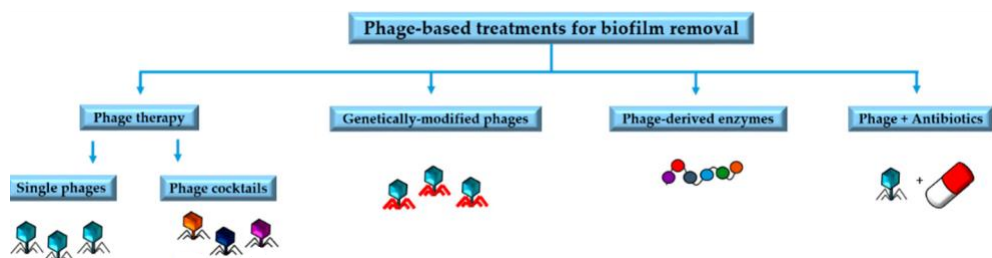 Phage-based treatments for biofilm removal
Phage therapy
Genetically-modified phages
Phage-derived enzymes
Phage + Antibiotics
Single phages
Phage cocktails
+